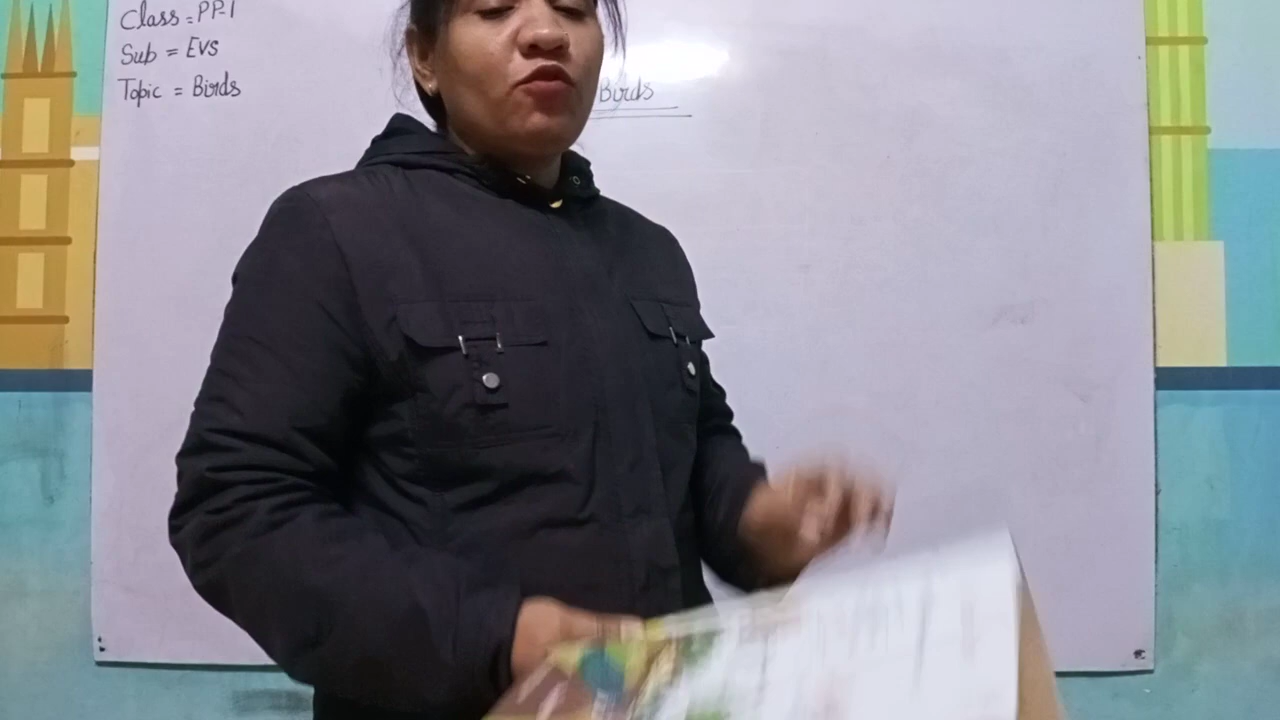 Class = PP-1
Sub = EVS
Topic = Birds
Birds